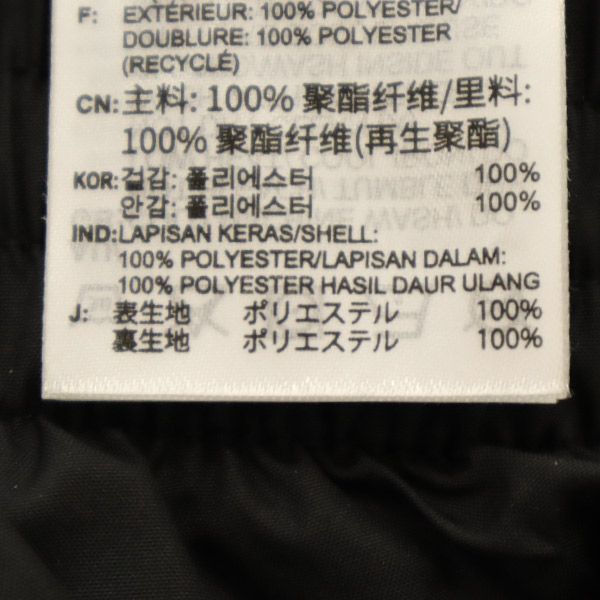 F: EXTÉRIEUR: 100% POLYESTER/
DOUBLURE: 100% POLYESTER
(RECYCLÉ)
CN: 主料: 100% 聚酯纤维/里料:
100% 聚酯纤维(再生聚酯)
KOR: 겉감: 폴리에스터 100%
안감: 폴리에스터 100%
IND: LAPISAN KERAS/SHELL:
100% POLYESTER/LAPISAN DALAM:
100% POLYESTER HASIL DAUR ULANG
J: 表生地 ポリエステル 100%
裏生地 ポリエステル 100%